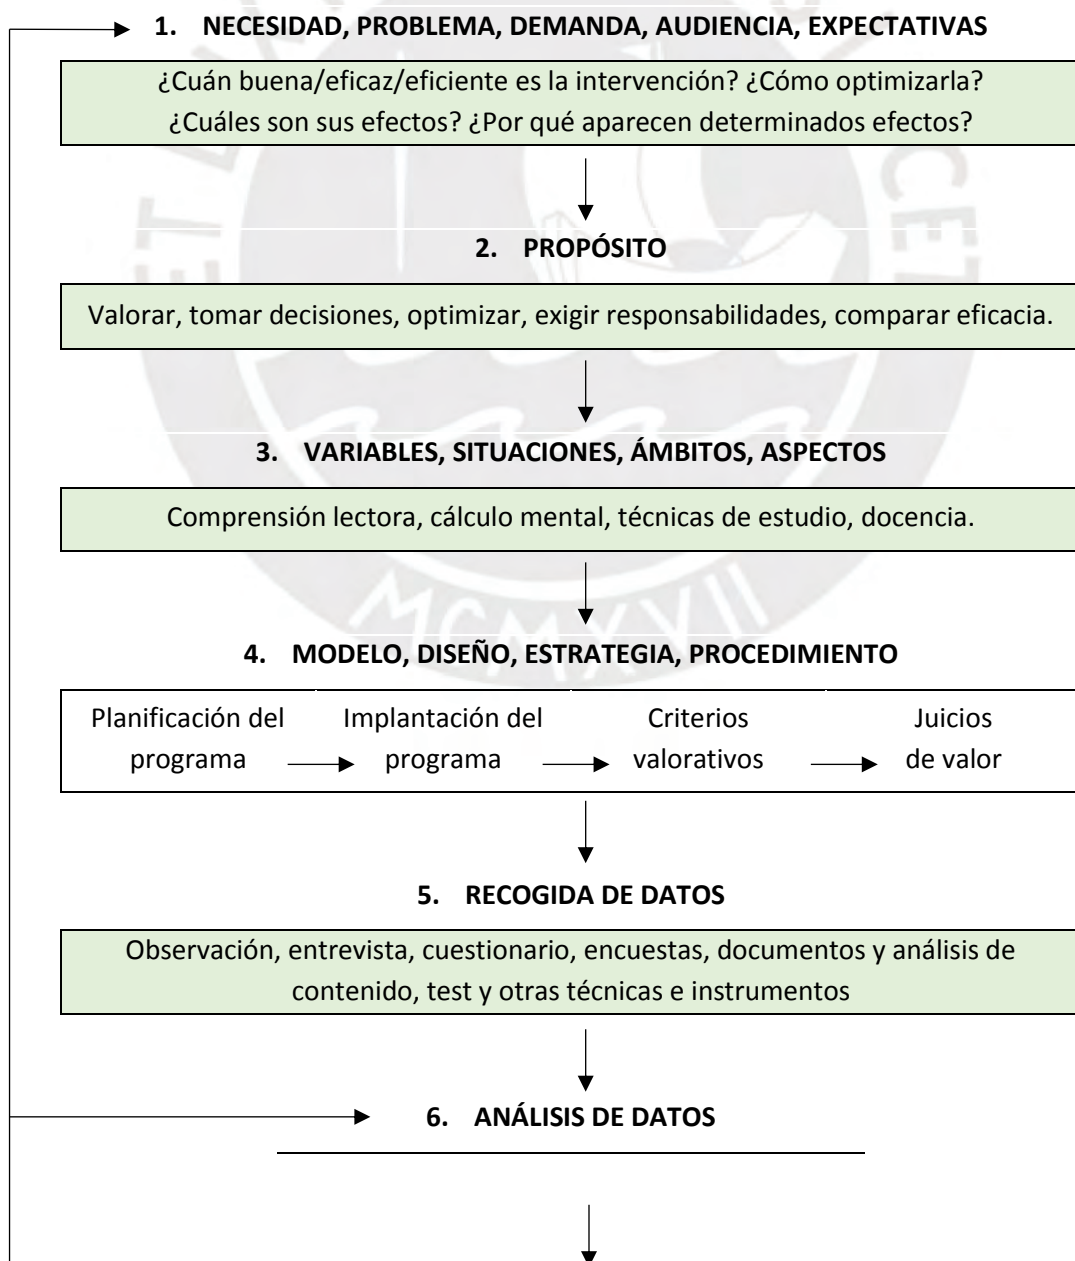 1. NECESIDAD, PROBLEMA, DEMANDA, AUDIENCIA, EXPECTATIVAS
¿Cuán buena/eficaz/eficiente es la intervención? ¿Cómo optimizarla?
¿Cuáles son sus efectos? ¿Por qué aparecen determinados efectos?
2. PROPÓSITO
Valorar, tomar decisiones, optimizar, exigir responsabilidades, comparar eficacia.
3. VARIABLES, SITUACIONES, ÁMBITOS, ASPECTOS
Comprensión lectora, cálculo mental, técnicas de estudio, docencia.
MCMXVII
4. MODELO, DISEÑO, ESTRATEGIA, PROCEDIMIENTO
Planificación del
programa
Implantación del
programa
Criterios
valorativos
Juicios
de valor
5. RECOGIDA DE DATOS
Observación, entrevista, cuestionario, encuestas, documentos y análisis de
contenido, test y otras técnicas e instrumentos
6. ANÁLISIS DE DATOS